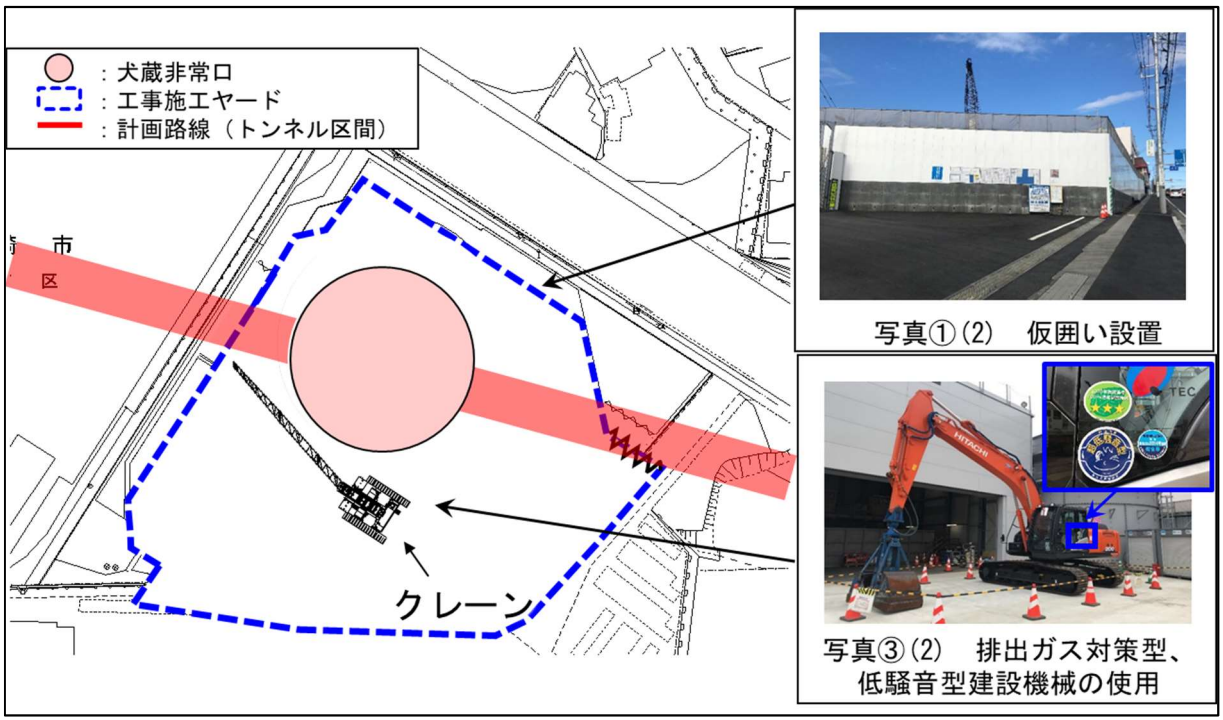 ：犬蔵非常口
：工事施工ヤード
：計画路線（トンネル区間）
市
区
クレーン
写真①(2)　仮囲い設置
TEC
HITACHI
写真③(2)　排出ガス対策型、
低騒音型建設機械の使用